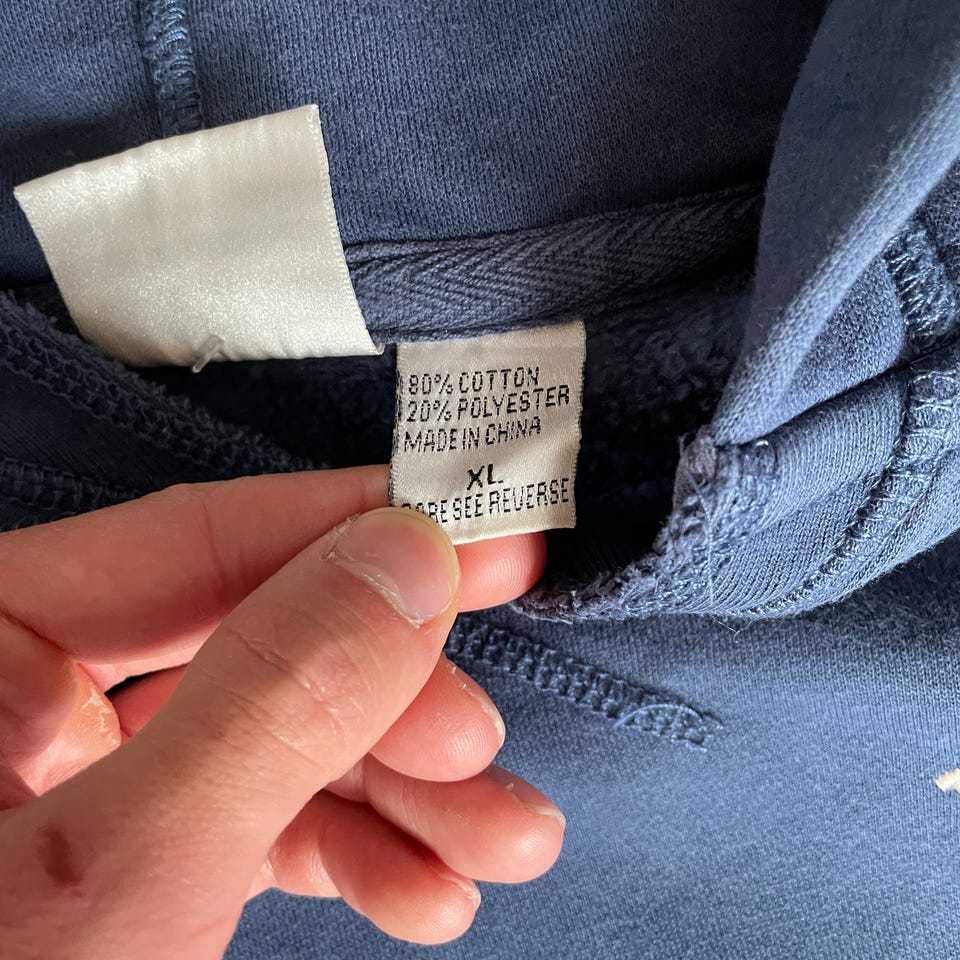 80% COTTON
20% POLYESTER
MADE IN CHINA
XL
CARE SEE REVERSE